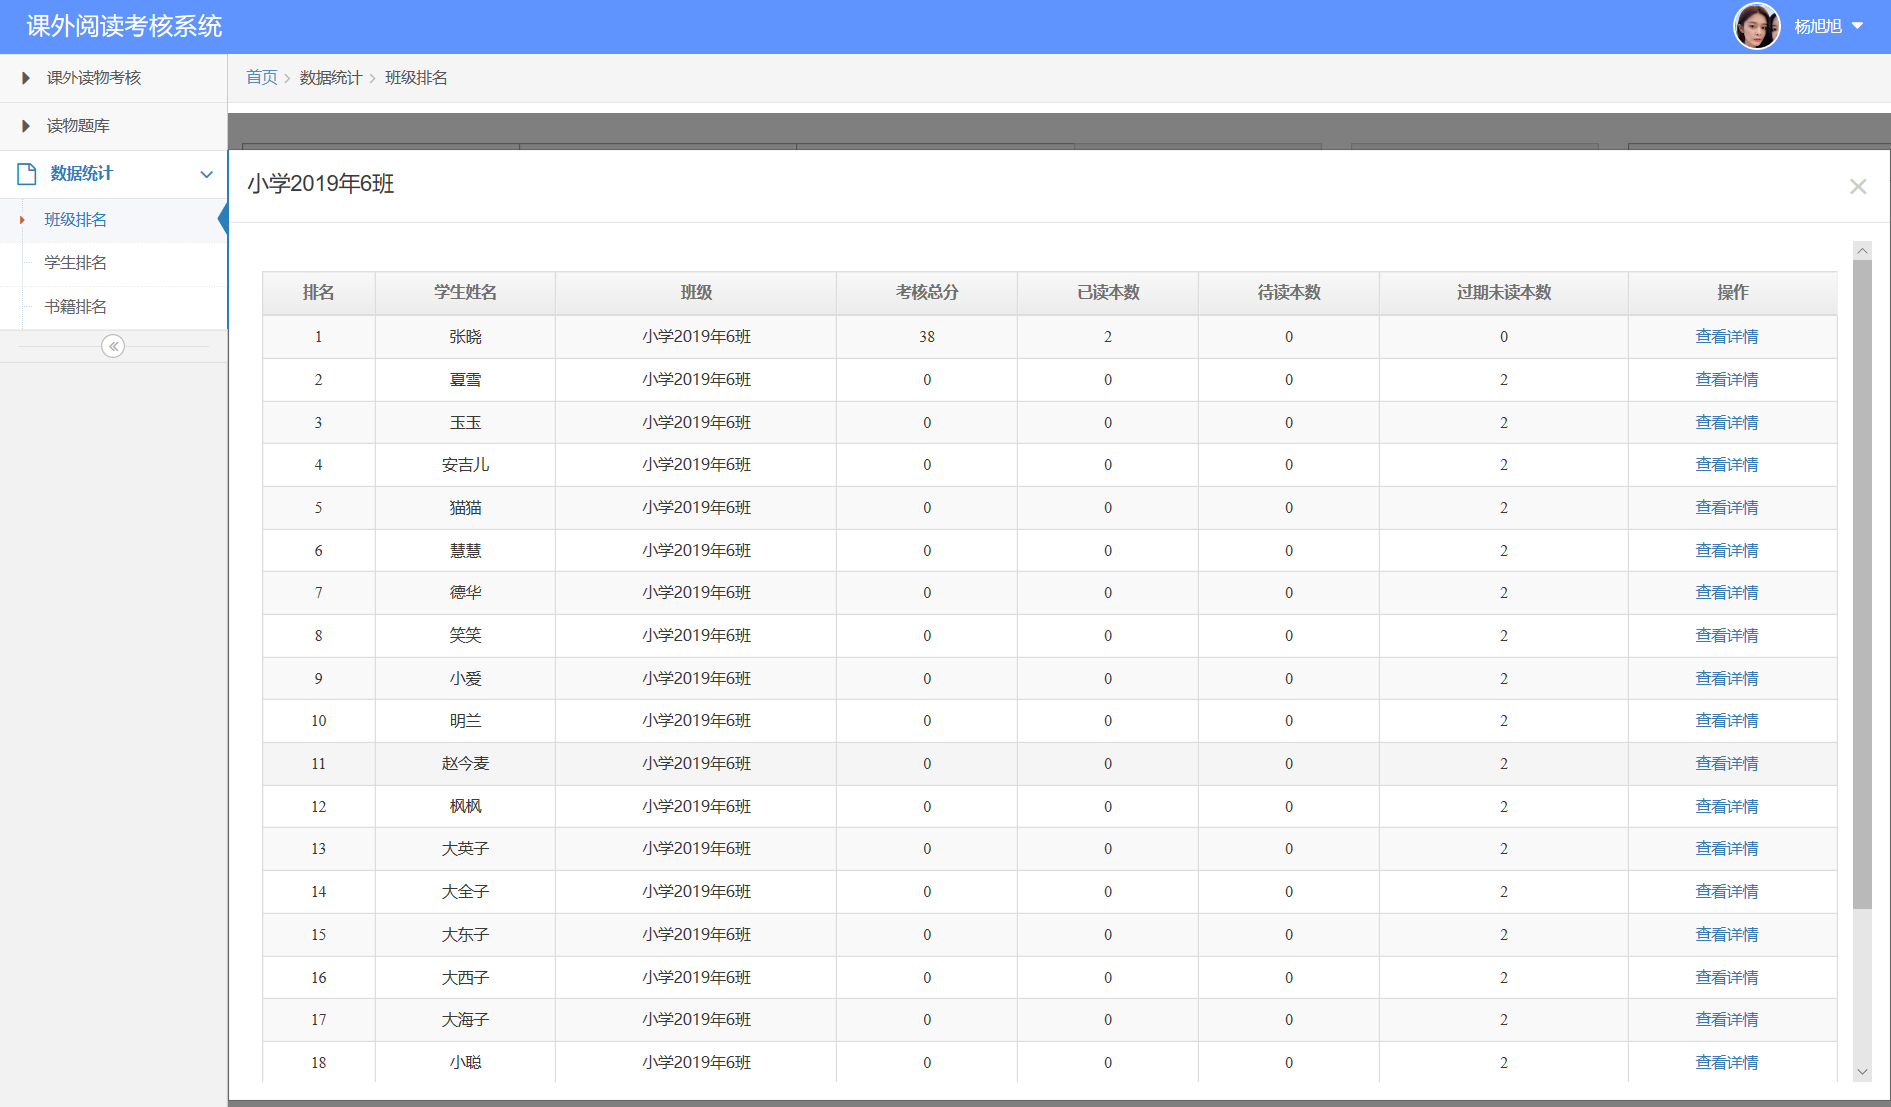 课外阅读考核系统
杨旭旭
课外读物考核
读物题库
数据统计
班级排名
学生排名
书籍排名
首页 数据统计 班级排名
小学2019年6班
排名 学生姓名 班级 考核总分 已读本数 待读本数 过期未读本数 操作
1 张晓 小学2019年6班 38 2 0 0 查看详情
2 夏雪 小学2019年6班 0 0 0 2 查看详情
3 玉玉 小学2019年6班 0 0 0 2 查看详情
4 安吉儿 小学2019年6班 0 0 0 2 查看详情
5 猫猫 小学2019年6班 0 0 0 2 查看详情
6 慧慧 小学2019年6班 0 0 0 2 查看详情
7 德华 小学2019年6班 0 0 0 2 查看详情
8 笑笑 小学2019年6班 0 0 0 2 查看详情
9 小爱 小学2019年6班 0 0 0 2 查看详情
10 明兰 小学2019年6班 0 0 0 2 查看详情
11 赵今麦 小学2019年6班 0 0 0 2 查看详情
12 枫枫 小学2019年6班 0 0 0 2 查看详情
13 大英子 小学2019年6班 0 0 0 2 查看详情
14 大全子 小学2019年6班 0 0 0 2 查看详情
15 大东子 小学2019年6班 0 0 0 2 查看详情
16 大西子 小学2019年6班 0 0 0 2 查看详情
17 大海子 小学2019年6班 0 0 0 2 查看详情
18 小聪 小学2019年6班 0 0 0 2 查看详情